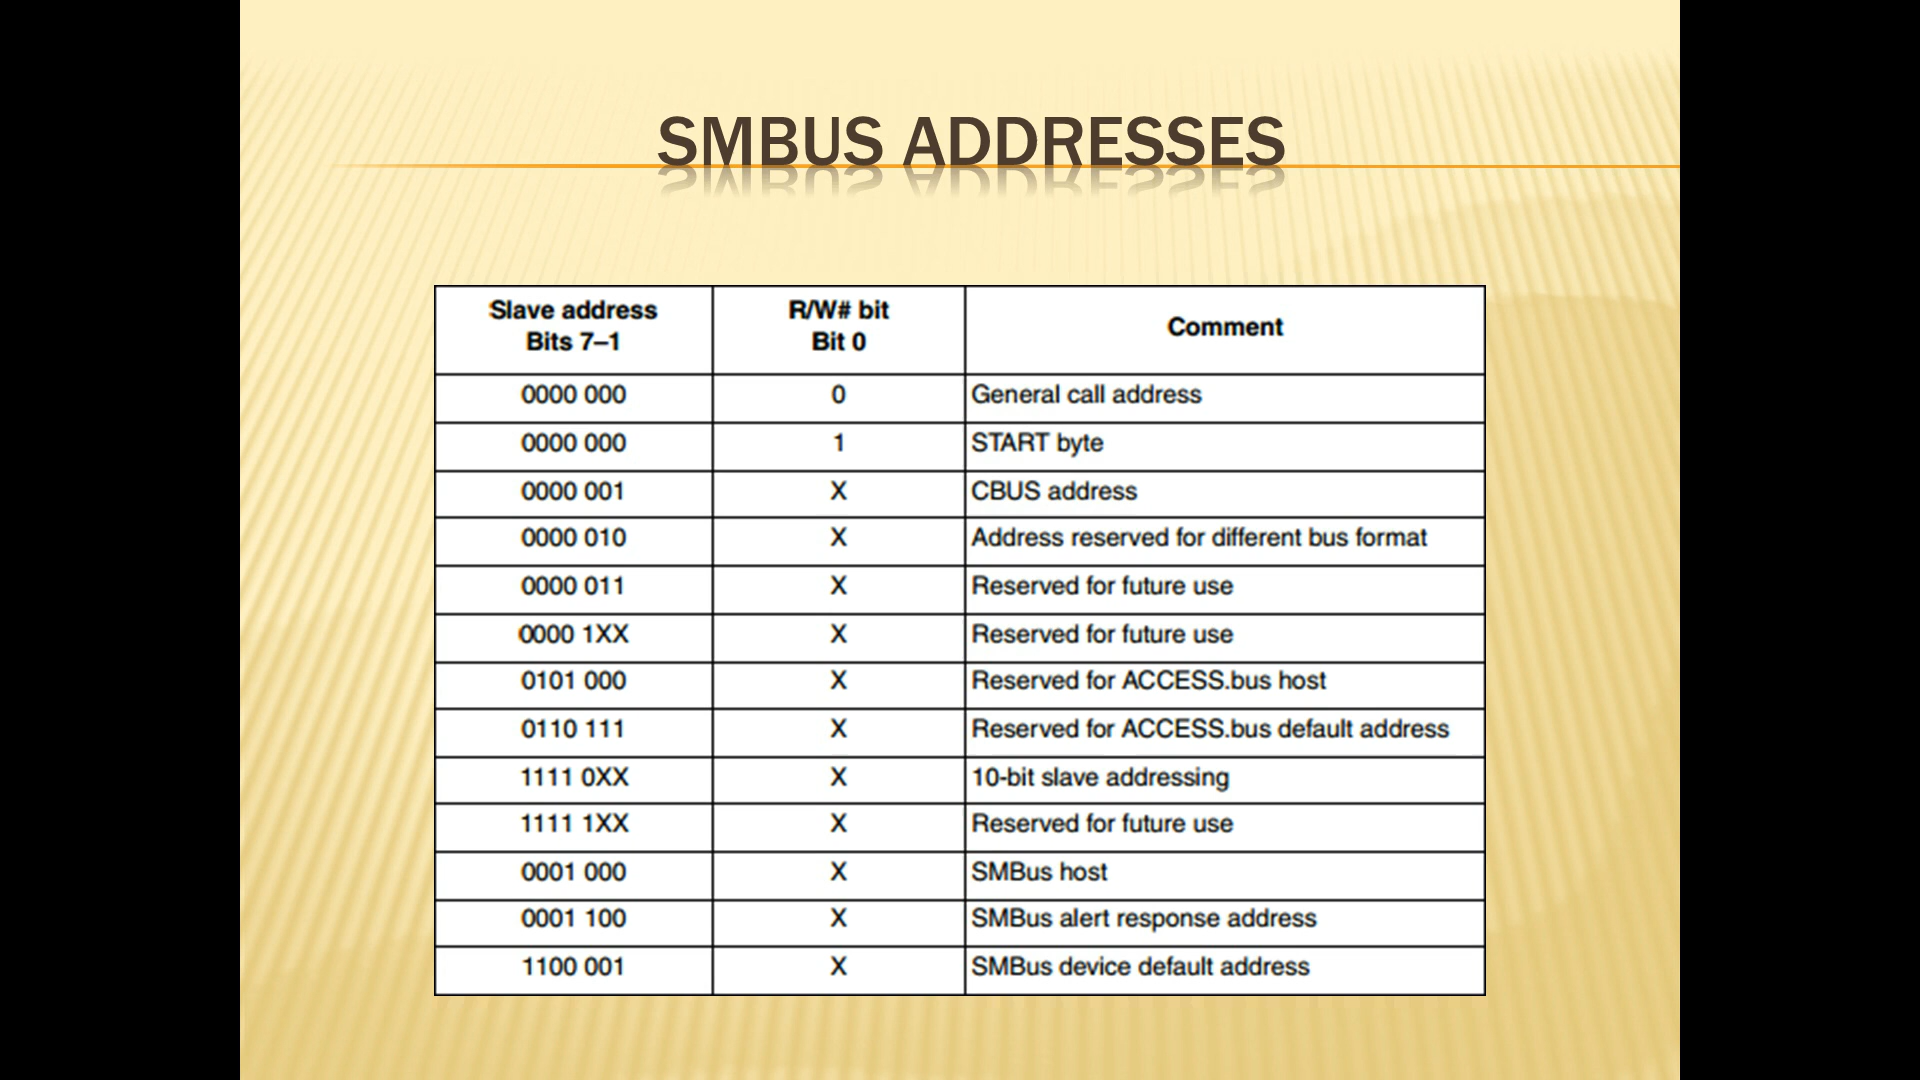 SMBUS ADDRESSES
Slave address Bits 7–1 R/W# bit Bit 0 Comment
0000 000 0 General call address
0000 000 1 START byte
0000 001 X CBUS address
0000 010 X Address reserved for different bus format
0000 011 X Reserved for future use
0000 1XX X Reserved for future use
0101 000 X Reserved for ACCESS.bus host
0110 111 X Reserved for ACCESS.bus default address
1111 0XX X 10-bit slave addressing
1111 1XX X Reserved for future use
0001 000 X SMBus host
0001 100 X SMBus alert response address
1100 001 X SMBus device default address